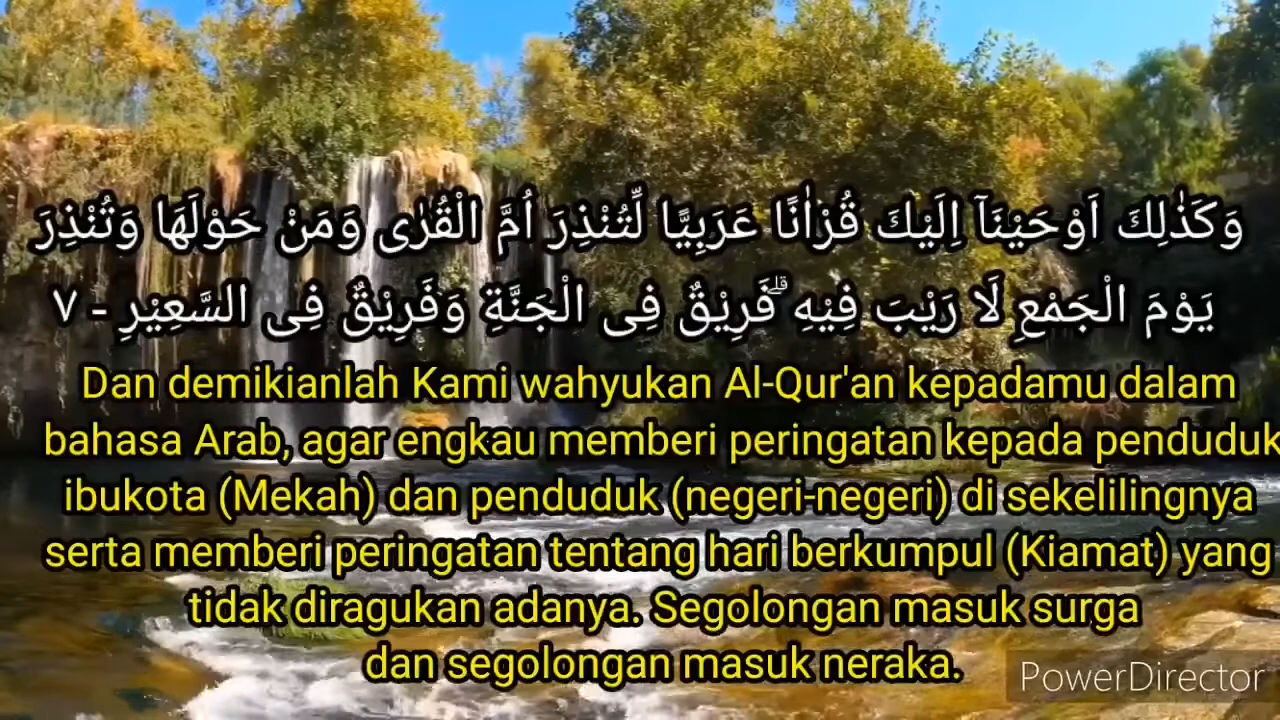 وَكَذٰلِكَ اَوْحَيْنَآ اِلَيْكَ قُرْاٰنًا عَرَبِيًّا لِّتُنْذِرَ اُمَّ الْقُرٰى وَمَنْ حَوْلَهَا وَتُنْذِرَ
يَوْمَ الْجَمْعِ لَا رَيْبَ فِيْهِ ۗفَرِيْقٌ فِى الْجَنَّةِ وَفَرِيْقٌ فِى السَّعِيْرِ - ٧
Dan demikianlah Kami wahyukan Al-Qur'an kepadamu dalam
bahasa Arab, agar engkau memberi peringatan kepada penduduk
ibukota (Mekah) dan penduduk (negeri-negeri) di sekelilingnya
serta memberi peringatan tentang hari berkumpul (Kiamat) yang
tidak diragukan adanya. Segolongan masuk surga
dan segolongan masuk neraka.
PowerDirector